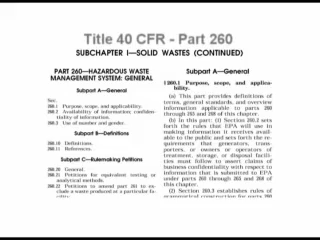 Title 40 CFR - Part 260
SUBCHAPTER I—SOLID WASTES (CONTINUED)
PART 260—HAZARDOUS WASTE
MANAGEMENT SYSTEM: GENERAL
Subpart A—General
Sec.
260.1 Purpose, scope, and applicability.
260.2 Availability of information; confiden-
tiality of information.
260.3 Use of number and gender.
Subpart B—Definitions
260.10 Definitions.
260.11 References.
Subpart C—Rulemaking Petitions
260.20 General.
260.21 Petitions for equivalent testing or
analytical methods.
260.22 Petitions to amend part 261 to ex-
clude a waste produced at a particular fa-
Subpart A—General
§ 260.1 Purpose, scope, and applica-
bility.
(a) This part provides definitions of
terms, general standards, and overview
information applicable to parts 260
through 265 and 268 of this chapter.
(b) In this part: (1) Section 260.2 sets
forth the rules that EPA will use in
making information it receives avail-
able to the public and sets forth the re-
quirements that generators, trans-
porters, or owners or operators of
treatment, storage, or disposal facili-
ties must follow to assert claims of
business confidentiality with respect to
information that is submitted to EPA
under parts 260 through 265 and 268 of
this chapter.
(2) Section 260.3 establishes rules of